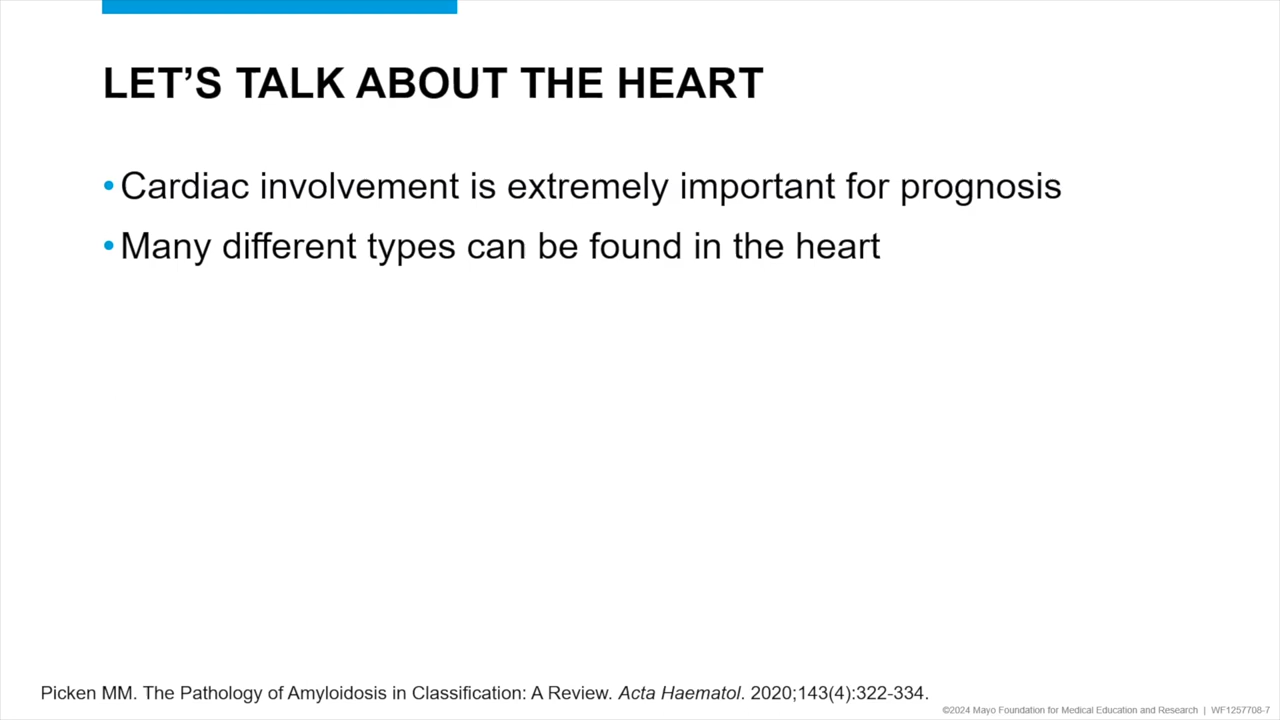 LET’S TALK ABOUT THE HEART
•Cardiac involvement is extremely important for prognosis
•Many different types can be found in the heart
Picken MM. The Pathology of Amyloidosis in Classification: A Review. Acta Haematol. 2020;143(4):322-334.
©2024 Mayo Foundation for Medical Education and Research | WF1257708-7